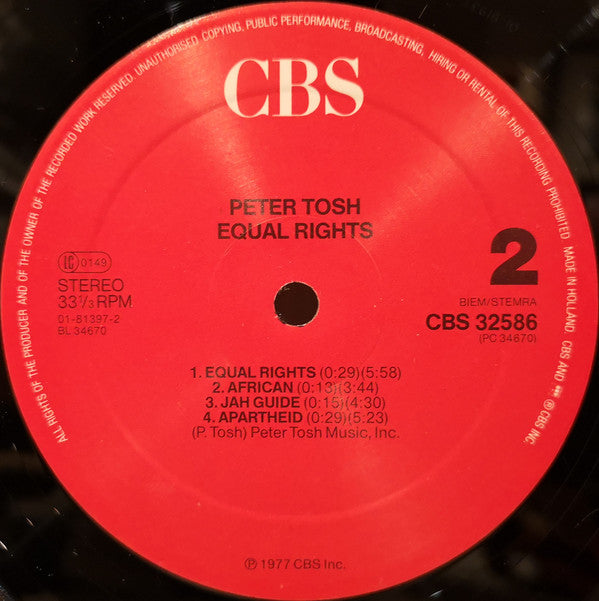 ALL RIGHTS OF THE PRODUCER AND OF THE OWNER OF THE RECORDED WORK RESERVED. UNAUTHORISED COPYING, PUBLIC PERFORMANCE, BROADCASTING, HIRING OR RENTAL OF THIS RECORDING PROHIBITED. MADE IN HOLLAND. CBS AND ℗ CBS INC.
CBS
PETER TOSH
EQUAL RIGHTS
2
LC 0149
STEREO
33 1/3 RPM
01-81397-2
BL 34670
BIEM/STEMRA
CBS 32586
(PC 34670)
1. EQUAL RIGHTS (0:29)(5:58)
2. AFRICAN (0:13)(3:44)
3. JAH GUIDE (0:15)(4:30)
4. APARTHEID (0:29)(5:23)
(P. Tosh) Peter Tosh Music, Inc.
℗ 1977 CBS Inc.